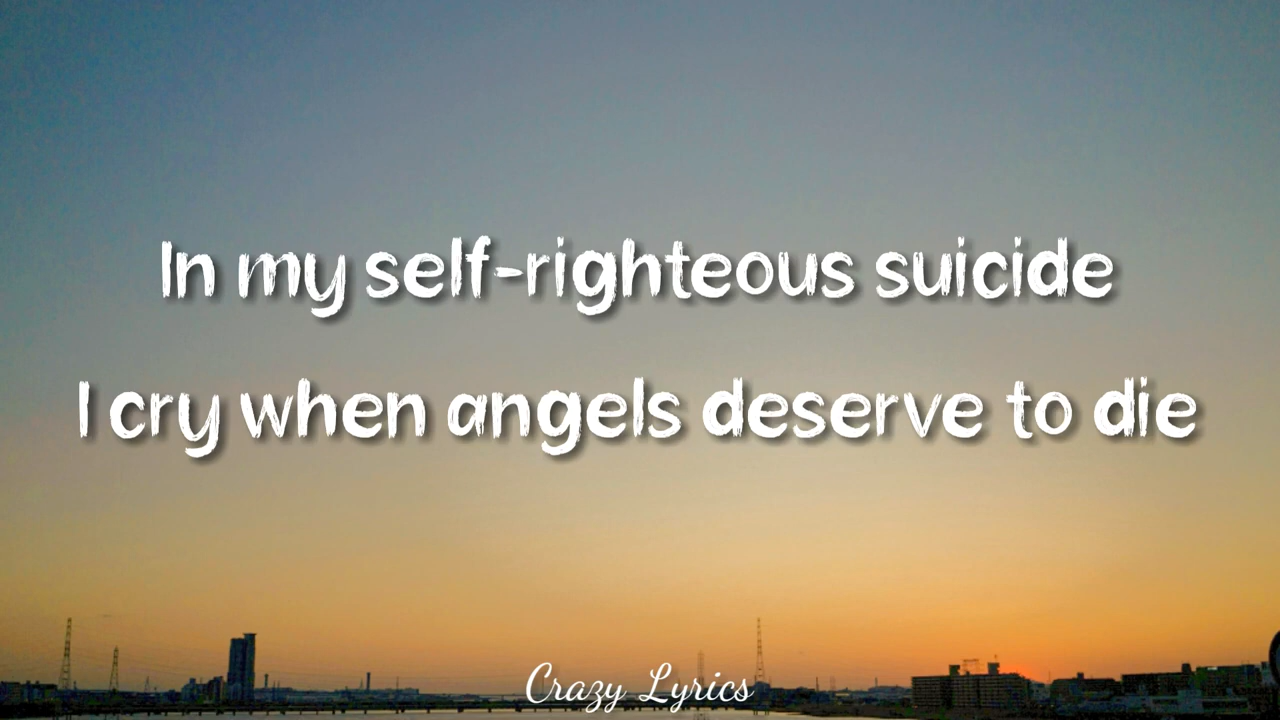 In my self-righteous suicide
I cry when angels deserve to die
Crazy Lyrics